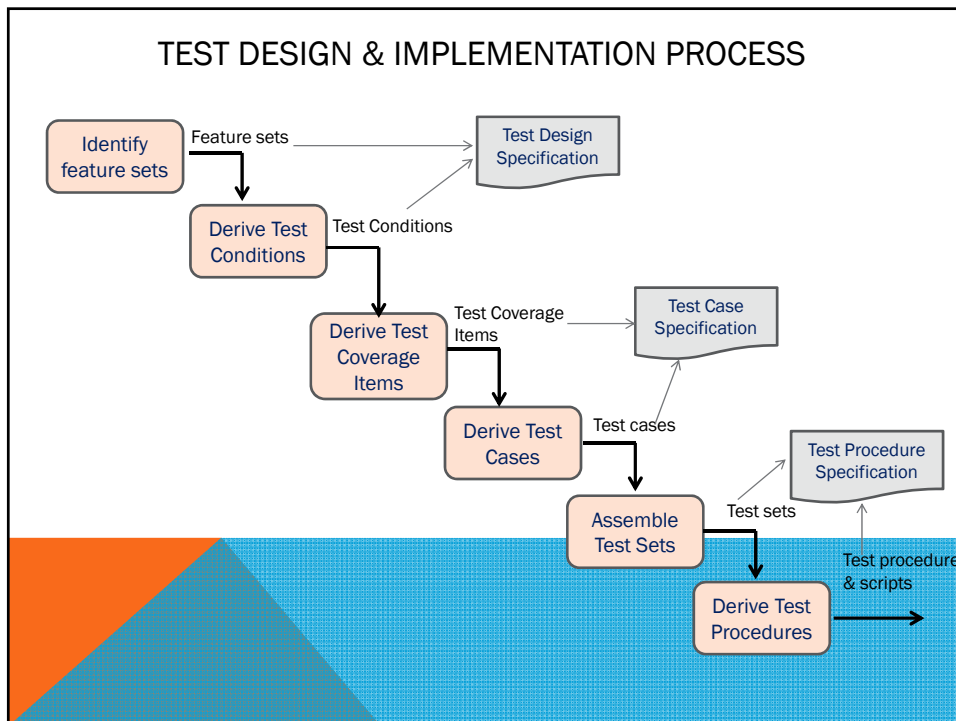 TEST DESIGN & IMPLEMENTATION PROCESS
Identify
feature sets
Feature sets
Test Design
Specification
Derive Test
Conditions
Test Conditions
Derive Test
Coverage
Items
Test Coverage
Items
Test Case
Specification
Derive Test
Cases
Test cases
Test Procedure
Specification
Assemble
Test Sets
Test sets
Test procedure
& scripts
Derive Test
Procedures